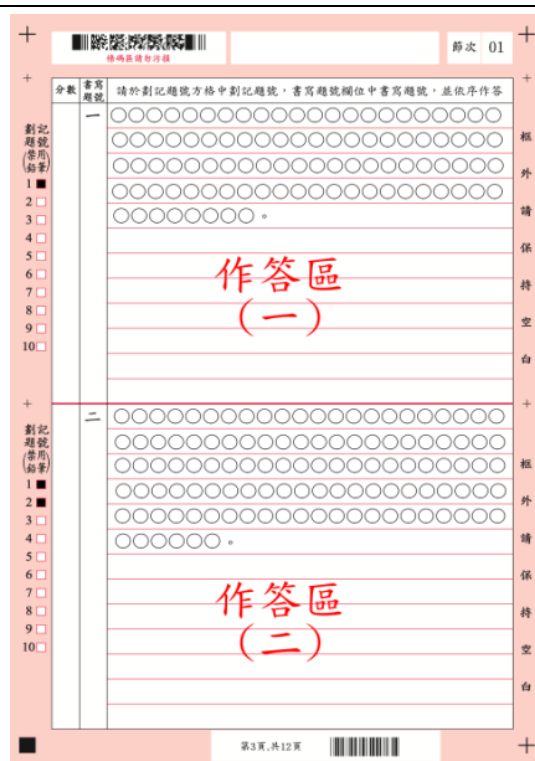 條碼區請勿污損
節次 01
分數 書寫題號 請於劃記題號方格中劃記題號，書寫題號欄位中書寫題號，並依序作答
劃記題號(禁用鉛筆)
1■
2□
3□
4□
5□
6□
7□
8□
9□
10□
一
○○○○○○○○○○○○○○○○○○○○○○
○○○○○○○○○○○○○○○○○○○○○○
○○○○○○○○○○○○○○○○○○○○○○
○○○○○○○○○○○○○○○○○○○○○○
○○○○○○○○。
作答區
(一)
框外請保持空白
劃記題號(禁用鉛筆)
1■
2■
3□
4□
5□
6□
7□
8□
9□
10□
二
○○○○○○○○○○○○○○○○○○○○○○
○○○○○○○○○○○○○○○○○○○○○○
○○○○○○○○○○○○○○○○○○○○○○
○○○○○○○○○○○○○○○○○○○○○○
○○○○○○○○○○○○○○○○○○○○○○
○○○○○○。
作答區
(二)
框外請保持空白
第3頁,共12頁